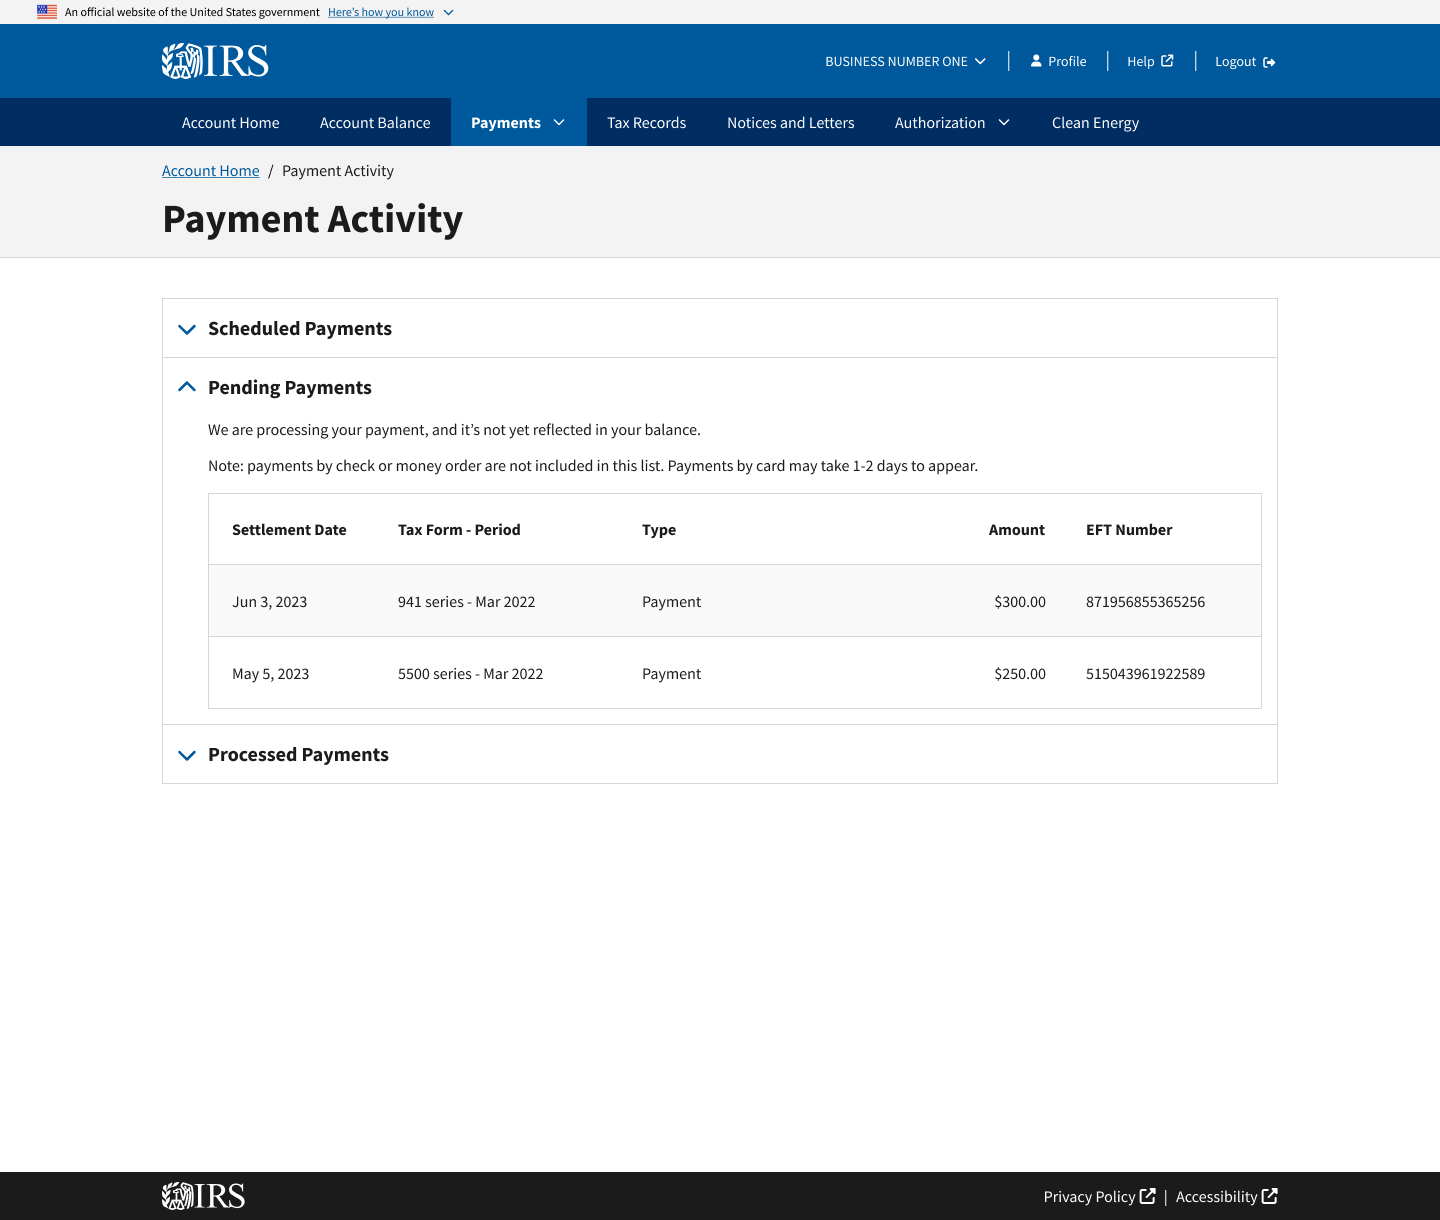 An official website of the United States government Here's how you know
IRS
BUSINESS NUMBER ONE
Profile
Help
Logout
Account Home
Account Balance
Payments
Tax Records
Notices and Letters
Authorization
Clean Energy
Account Home / Payment Activity
Payment Activity
Scheduled Payments
Pending Payments
We are processing your payment, and it’s not yet reflected in your balance.
Note: payments by check or money order are not included in this list. Payments by card may take 1-2 days to appear.
Settlement Date Tax Form - Period Type Amount EFT Number
Jun 3, 2023 941 series - Mar 2022 Payment $300.00 871956855365256
May 5, 2023 5500 series - Mar 2022 Payment $250.00 515043961922589
Processed Payments
IRS
Privacy Policy | Accessibility